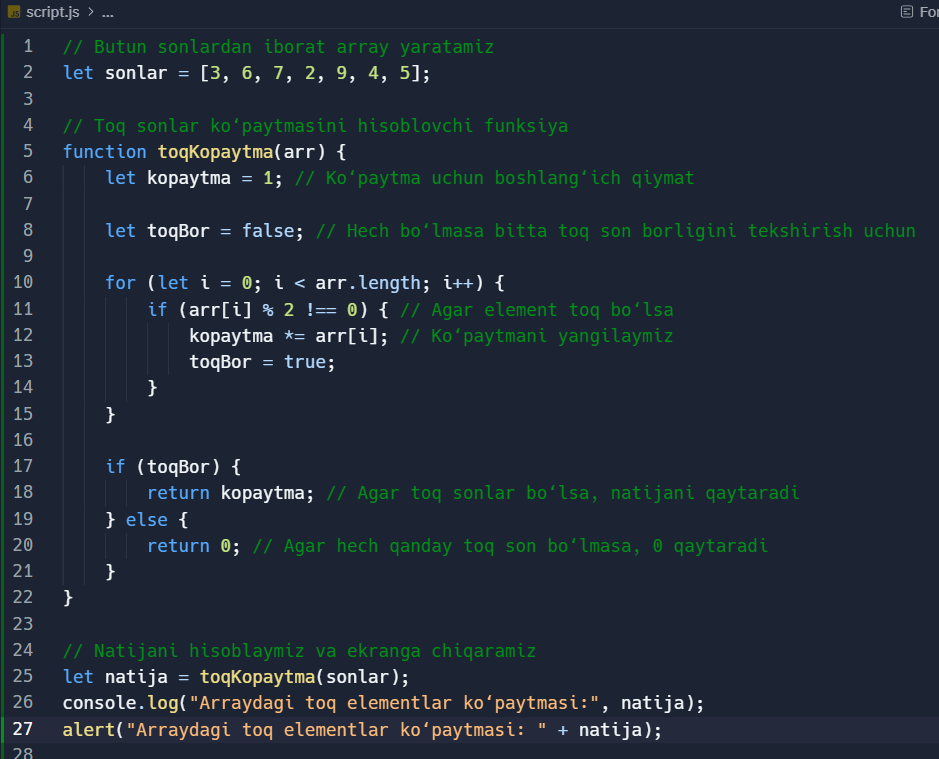 JS script.js > ...
For
1 // Butun sonlardan iborat array yaratamiz
2 let sonlar = [3, 6, 7, 2, 9, 4, 5];
3
4 // Toq sonlar ko‘paytmasini hisoblovchi funksiya
5 function toqKopaytma(arr) {
6     let kopaytma = 1; // Ko‘paytma uchun boshlang‘ich qiymat
7
8     let toqBor = false; // Hech bo‘lmasa bitta toq son borligini tekshirish uchun
9
10     for (let i = 0; i < arr.length; i++) {
11         if (arr[i] % 2 !== 0) { // Agar element toq bo‘lsa
12             kopaytma *= arr[i]; // Ko‘paytmani yangilaymiz
13             toqBor = true;
14         }
15     }
16
17     if (toqBor) {
18         return kopaytma; // Agar toq sonlar bo‘lsa, natijani qaytaradi
19     } else {
20         return 0; // Agar hech qanday toq son bo‘lmasa, 0 qaytaradi
21     }
22 }
23
24 // Natijani hisoblaymiz va ekranga chiqaramiz
25 let natija = toqKopaytma(sonlar);
26 console.log("Arraydagi toq elementlar ko‘paytmasi:", natija);
27 alert("Arraydagi toq elementlar ko‘paytmasi: " + natija);
28